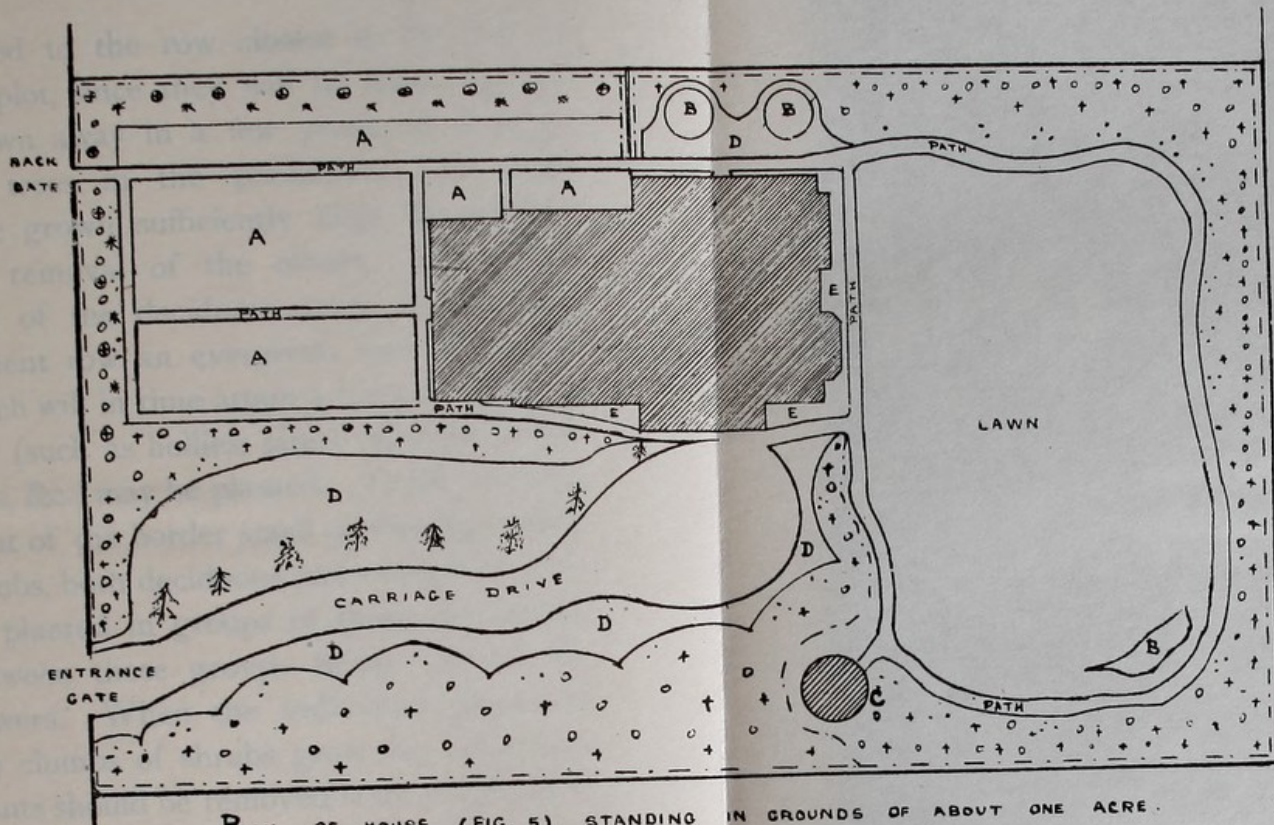 B B
A D
BACK
GATE
PATH
PATH
A A
A
E
PATH
PATH
A
PATH
E E
LAWN
D
D
CARRIAGE DRIVE
D
D
B
ENTRANCE
GATE
C
PATH
OF HOUSE (FIG 5) STANDING IN GROUNDS OF ABOUT ONE ACRE.